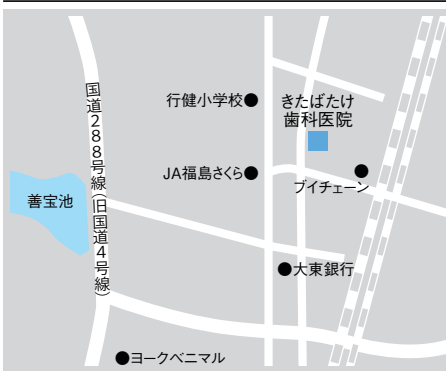 国道288号線(旧国道4号線)
行健小学校
きたばたけ
歯科医院
JA福島さくら
ブイチェーン
善宝池
大東銀行
ヨークベニマル